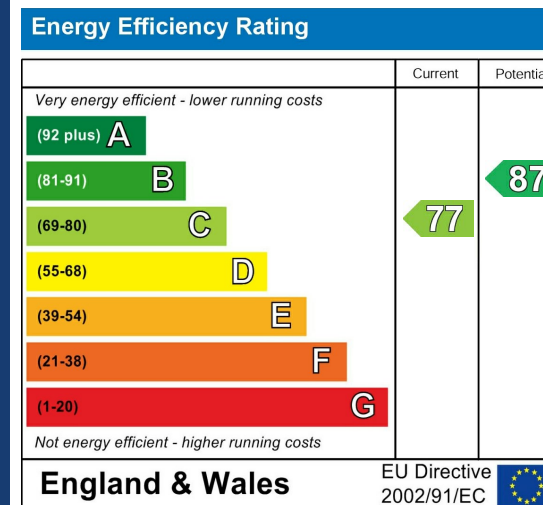 Energy Efficiency Rating
Current Potentia
Very energy efficient - lower running costs
(92 plus) A
(81-91) B
87
(69-80) C
77
(55-68) D
(39-54) E
(21-38) F
(1-20) G
Not energy efficient - higher running costs
England & Wales
EU Directive
2002/91/EC